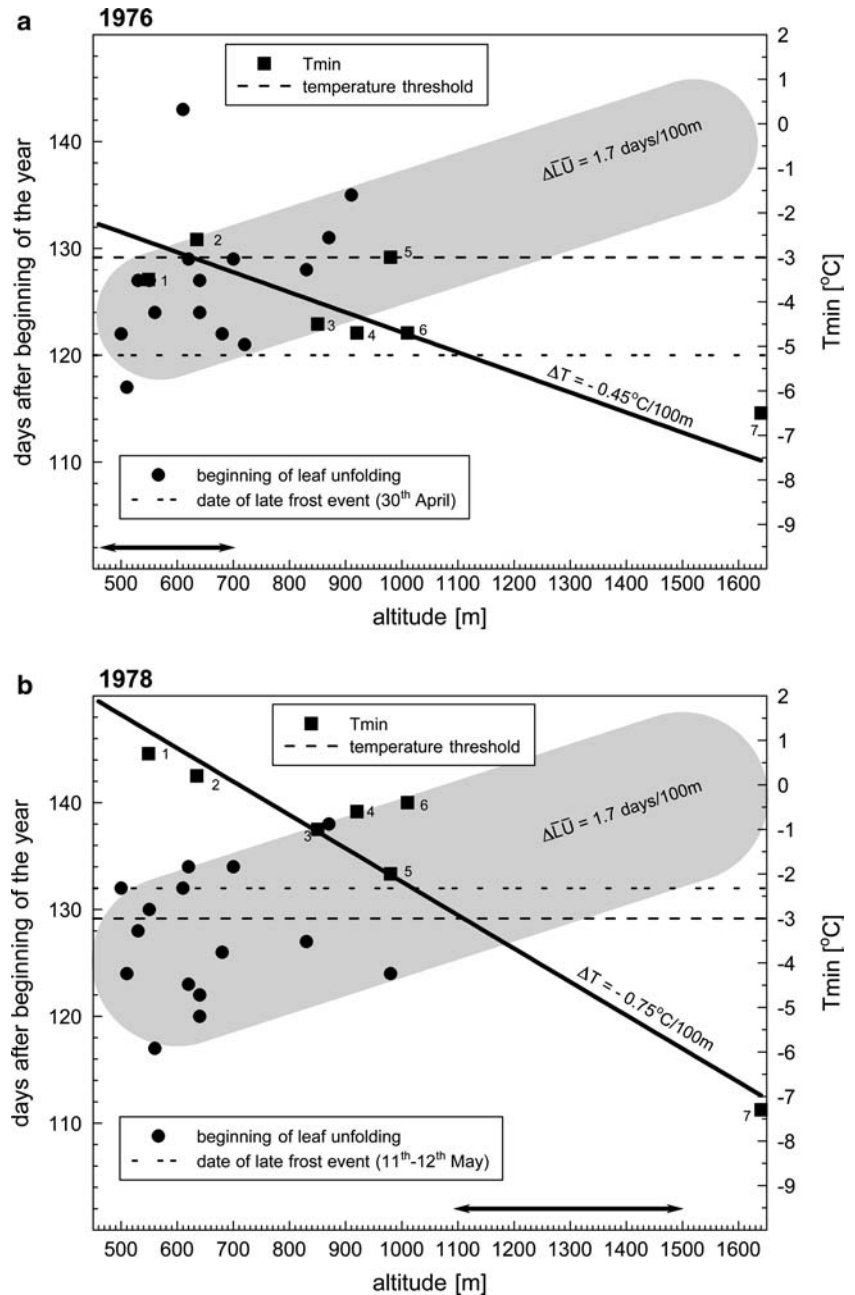 a
1976
Tmin
temperature threshold
2
1
0
-1
-2
-3
-4
-5
-6
-7
-8
-9
Tmin [°C]
140
130
120
110
days after beginning of the year
ΔL̄Ū = 1.7 days/100m
1
2
3
4
5
6
7
ΔT = - 0.45°C/100m
beginning of leaf unfolding
date of late frost event (30th April)
500 600 700 800 900 1000 1100 1200 1300 1400 1500 1600
altitude [m]
b
1978
Tmin
temperature threshold
2
1
0
-1
-2
-3
-4
-5
-6
-7
-8
-9
Tmin [°C]
140
130
120
110
days after beginning of the year
ΔL̄Ū = 1.7 days/100m
1
2
3
4
5
6
7
ΔT = - 0.75°C/100m
beginning of leaf unfolding
date of late frost event (11th-12th May)
500 600 700 800 900 1000 1100 1200 1300 1400 1500 1600
altitude [m]